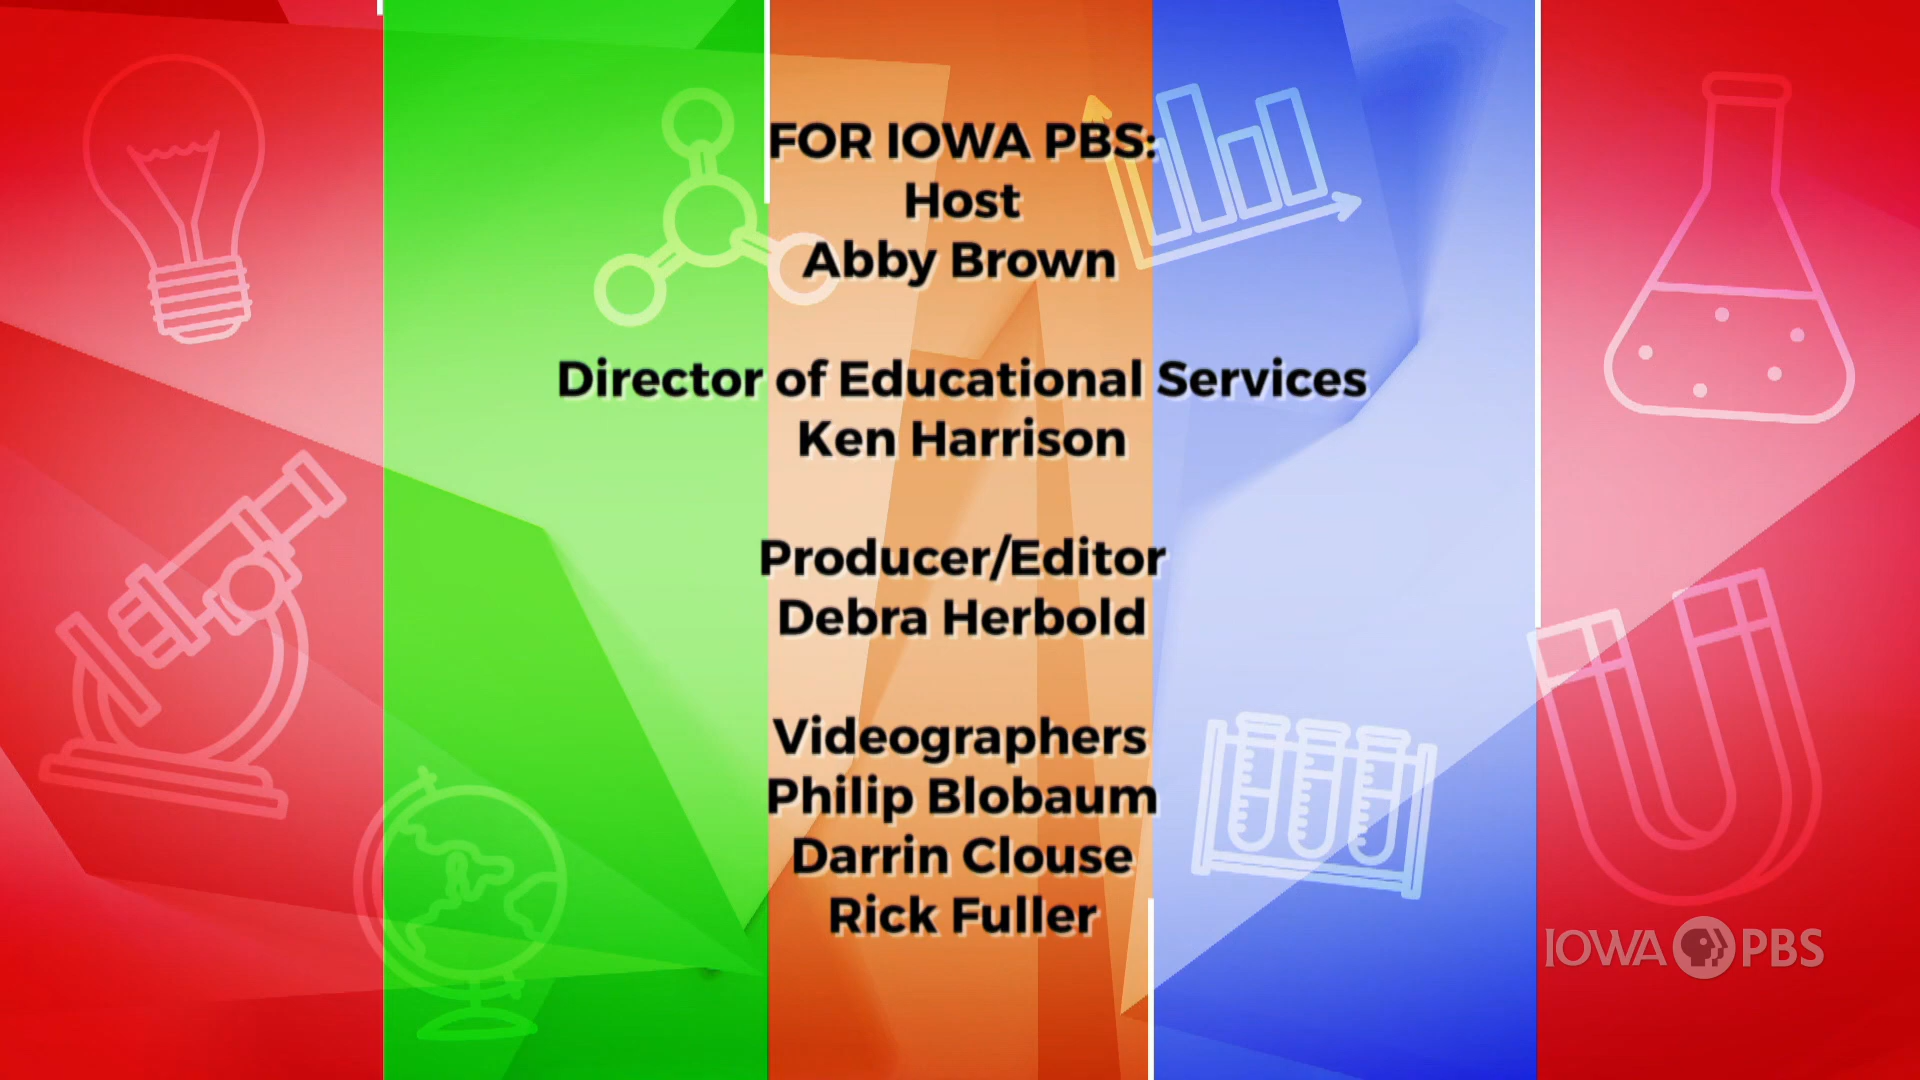 FOR IOWA PBS:
Host
Abby Brown
Director of Educational Services
Ken Harrison
Producer/Editor
Debra Herbold
Videographers
Philip Blobaum
Darrin Clouse
Rick Fuller
IOWA PBS